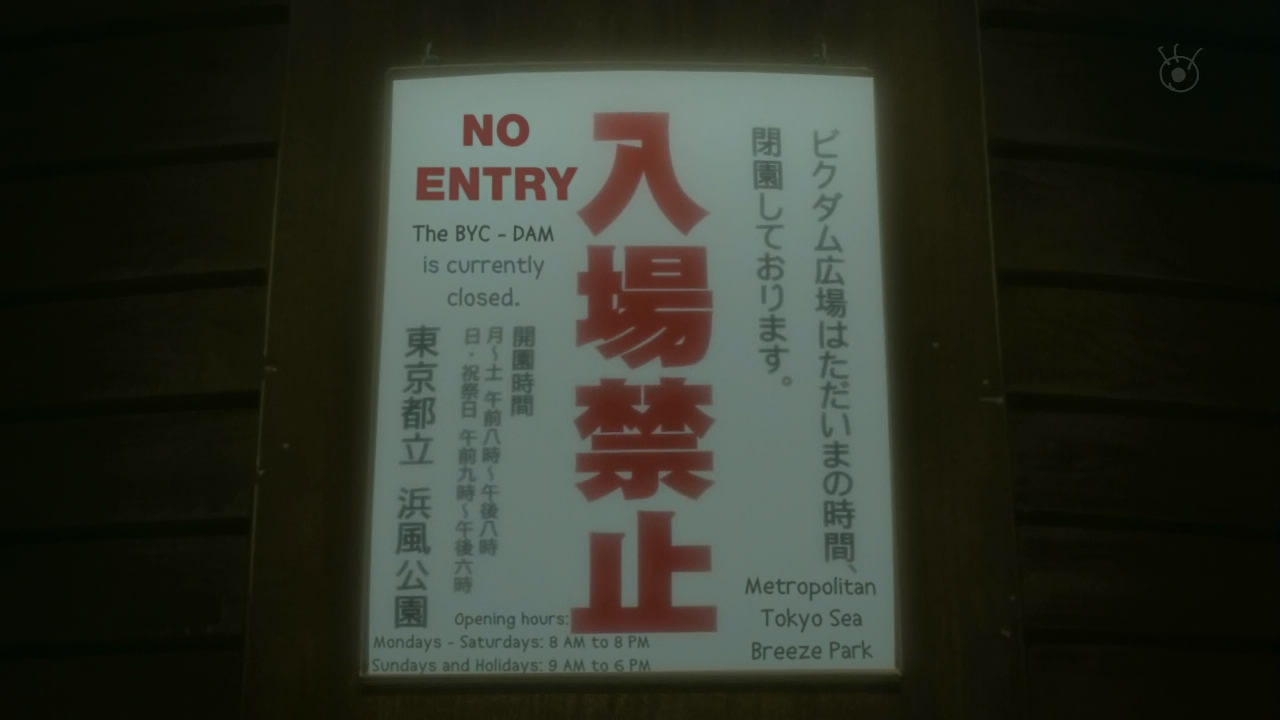 NO
ENTRY
The BYC - DAM
is currently
closed.
入場禁止
ビクダム広場はただいまの時間、
閉園しております。
開園時間
月～土 午前八時～午後八時
日・祝祭日 午前九時～午後六時
東京都立 浜風公園
Opening hours:
Mondays - Saturdays: 8 AM to 8 PM
Sundays and Holidays: 9 AM to 6 PM
Metropolitan
Tokyo Sea
Breeze Park